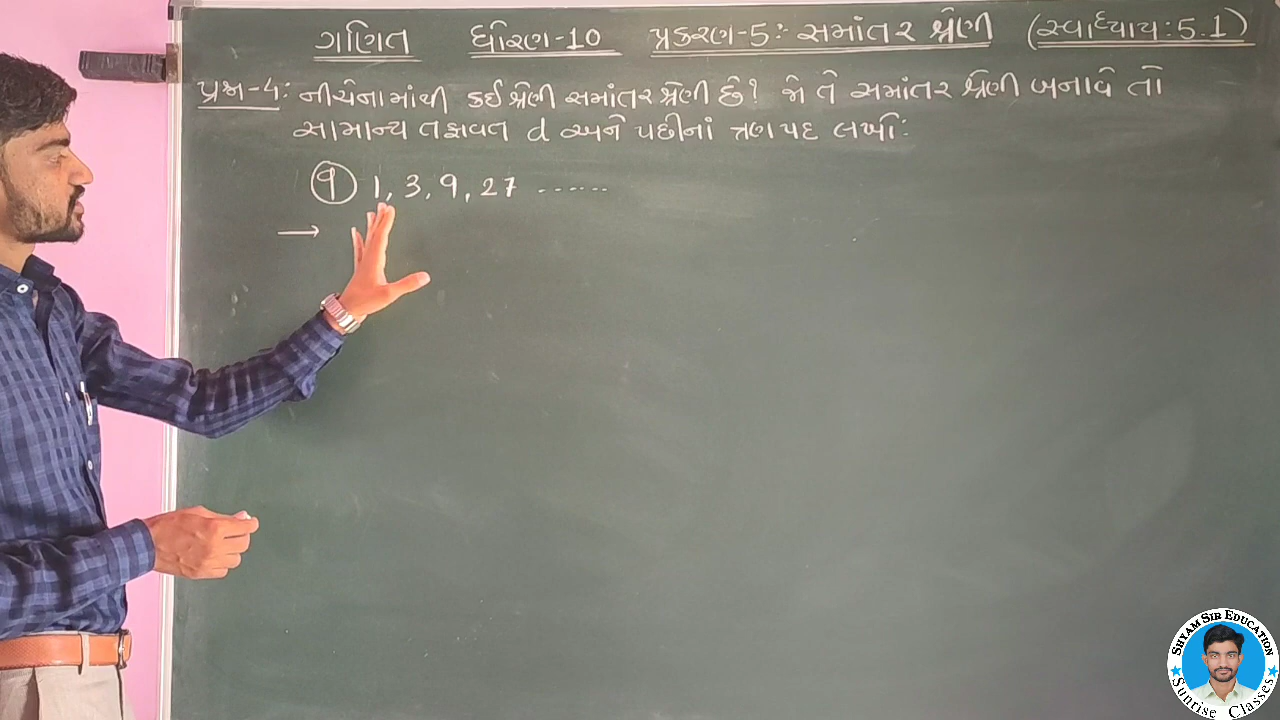 ગણિત ધોરણ-10 પ્રકરણ-5: સમાંતર શ્રેણી (સ્વાધ્યાય: 5.1)
પ્રશ્ન-4: નીચેનામાંથી કઈ શ્રેણી સમાંતર શ્રેણી છે? જો તે સમાંતર શ્રેણી બનાવે તો
સામાન્ય તફાવત d અને પછીનાં ત્રણ પદ લખો:
૧ 1, 3, 9, 27 ......
→
SHYAM SIR EDUCATION
Sunrise Classes